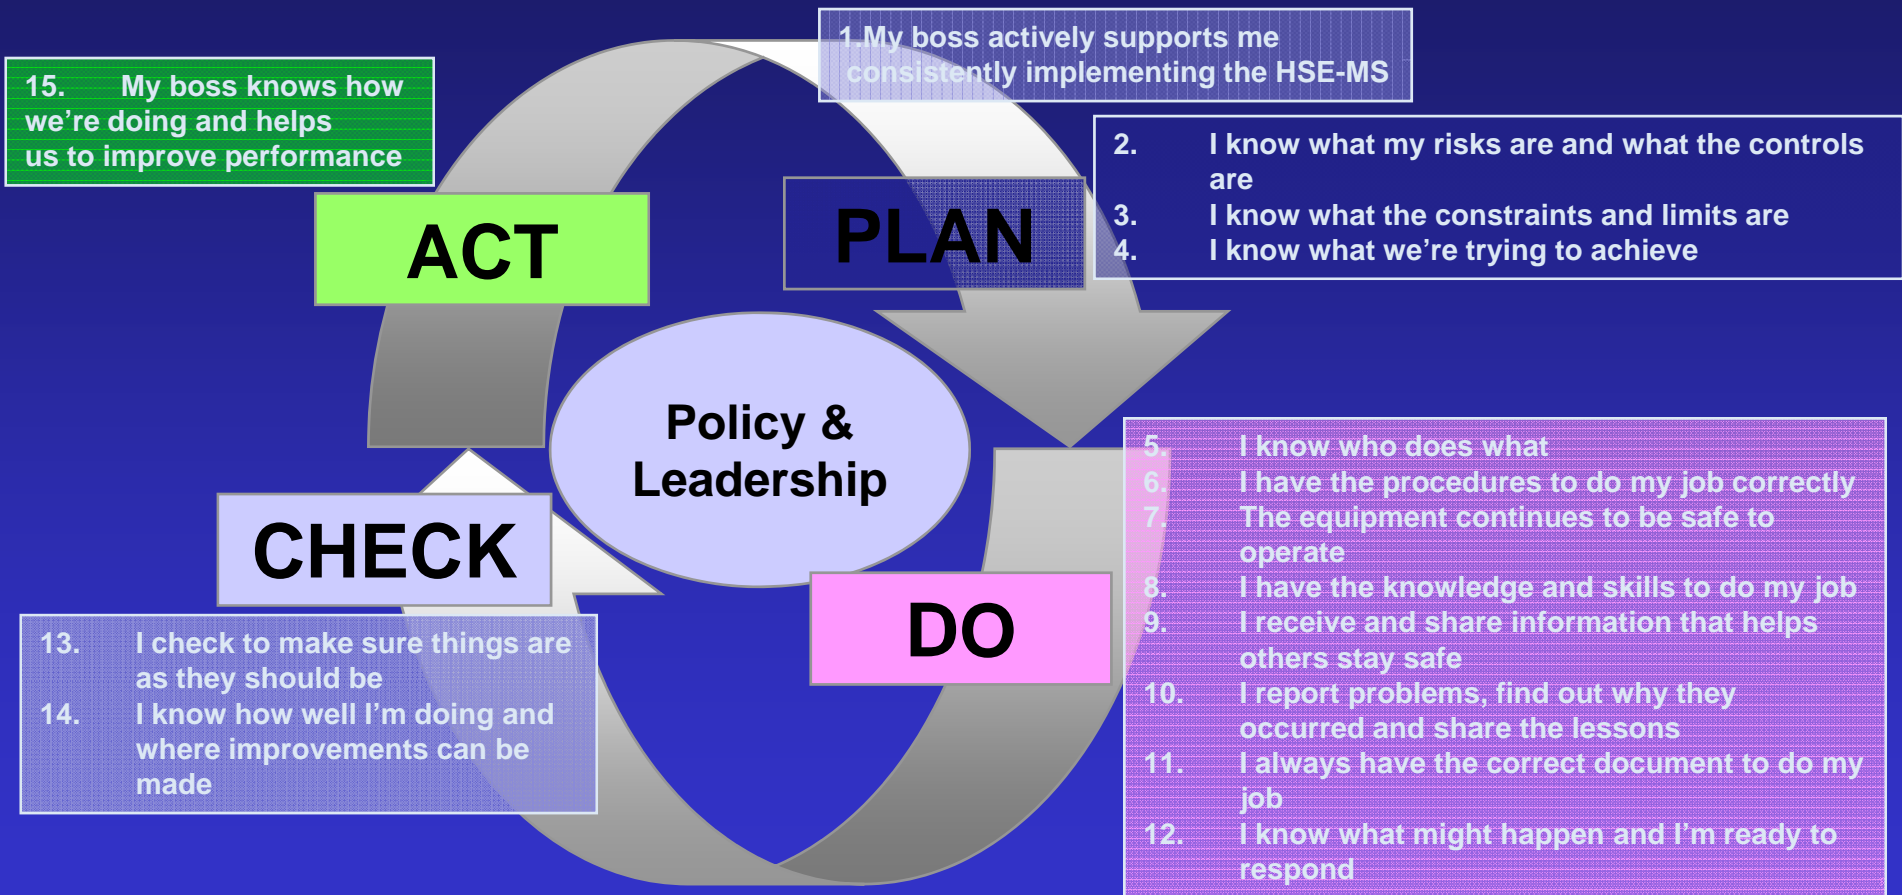 1.My boss actively supports me
consistently implementing the HSE-MS
15. My boss knows how
we’re doing and helps
us to improve performance
ACT
PLAN
2. I know what my risks are and what the controls
are
3. I know what the constraints and limits are
4. I know what we’re trying to achieve
Policy &
Leadership
CHECK
DO
5. I know who does what
6. I have the procedures to do my job correctly
7. The equipment continues to be safe to
operate
8. I have the knowledge and skills to do my job
9. I receive and share information that helps
others stay safe
10. I report problems, find out why they
occurred and share the lessons
11. I always have the correct document to do my
job
12. I know what might happen and I’m ready to
respond
13. I check to make sure things are
as they should be
14. I know how well I’m doing and
where improvements can be
made